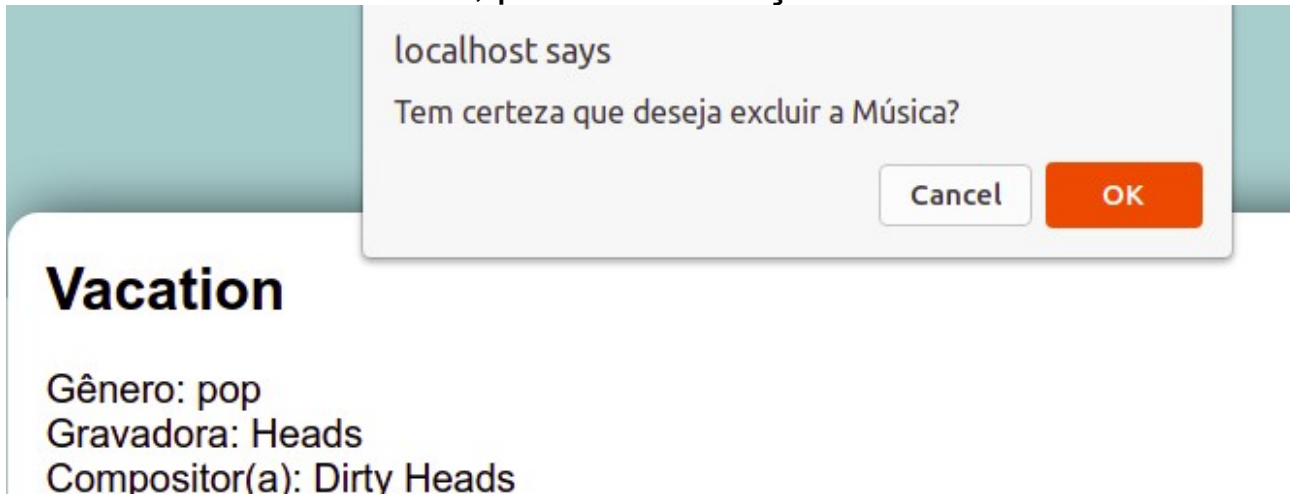 localhost says
Tem certeza que deseja excluir a Música?
Cancel
OK
Vacation
Gênero: pop
Gravadora: Heads
Compositor(a): Dirty Heads